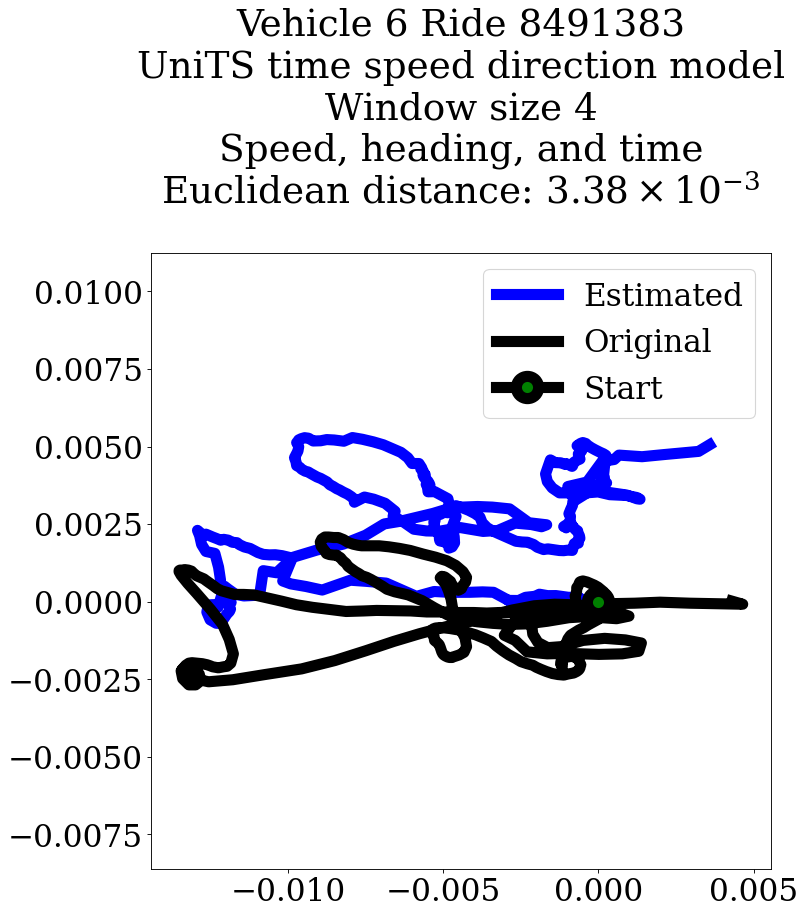 Vehicle 6 Ride 8491383
UniTS time speed direction model
Window size 4
Speed, heading, and time
Euclidean distance: 3.38 × 10⁻³
Estimated
Original
Start
0.0100
0.0075
0.0050
0.0025
0.0000
−0.0025
−0.0050
−0.0075
−0.010 −0.005 0.000 0.005